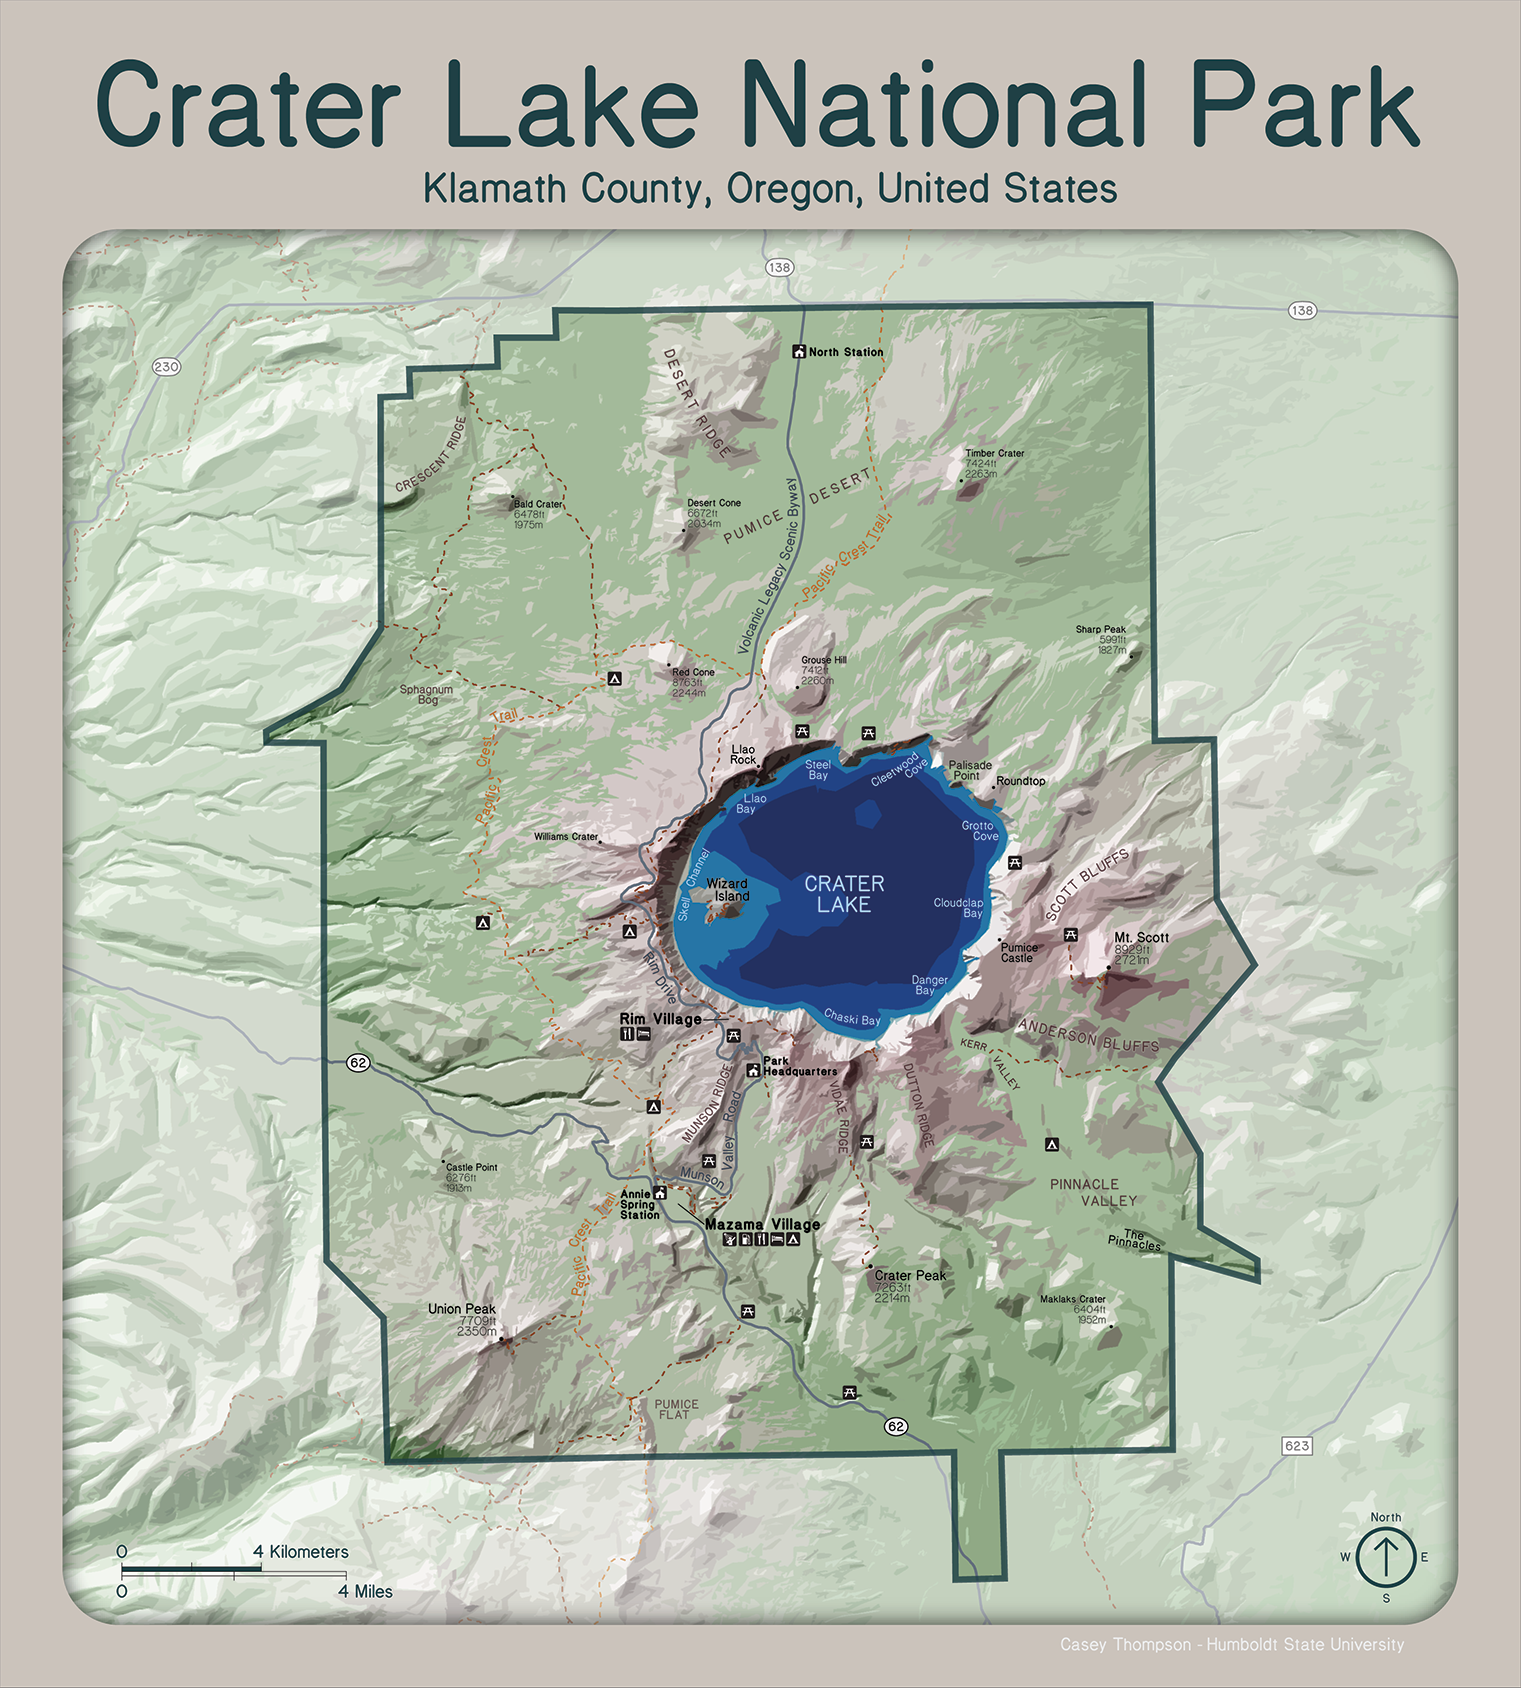 Crater Lake National Park
Klamath County, Oregon, United States
138
138
230
North Station
DESERT RIDGE
CRESCENT RIDGE
Timber Crater
7424ft
2263m
Bald Crater
6478ft
1975m
Desert Cone
6672ft
2034m
PUMICE DESERT
Volcanic Legacy Scenic Byway
Pacific Crest Trail
Sharp Peak
5991ft
1827m
Grouse Hill
7412ft
2260m
Red Cone
8763ft
2244m
Sphagnum
Bog
Pacific Crest Trail
Llao
Rock
Steel
Bay
Cleetwood
Cove
Palisade
Point
Roundtop
Llao
Bay
Grotto
Cove
Williams Crater
Skell Channel
Wizard
Island
CRATER
LAKE
SCOTT BLUFFS
Cloudclap
Bay
Mt. Scott
8929ft
2721m
Pumice
Castle
Rim Drive
Danger
Bay
Chaski Bay
Rim Village
ANDERSON BLUFFS
KERR VALLEY
62
Park
Headquarters
MUNSON RIDGE
VIDAE RIDGE
DUTTON RIDGE
Munson Valley Road
Castle Point
6276ft
1913m
PINNACLE
VALLEY
Annie
Spring
Station
Mazama Village
The
Pinnacles
Pacific Crest Trail
Crater Peak
7263ft
2214m
Maklaks Crater
6404ft
1952m
Union Peak
7709ft
2350m
PUMICE
FLAT
62
623
0 4 Kilometers
0 4 Miles
North
W E
S
Casey Thompson - Humboldt State University